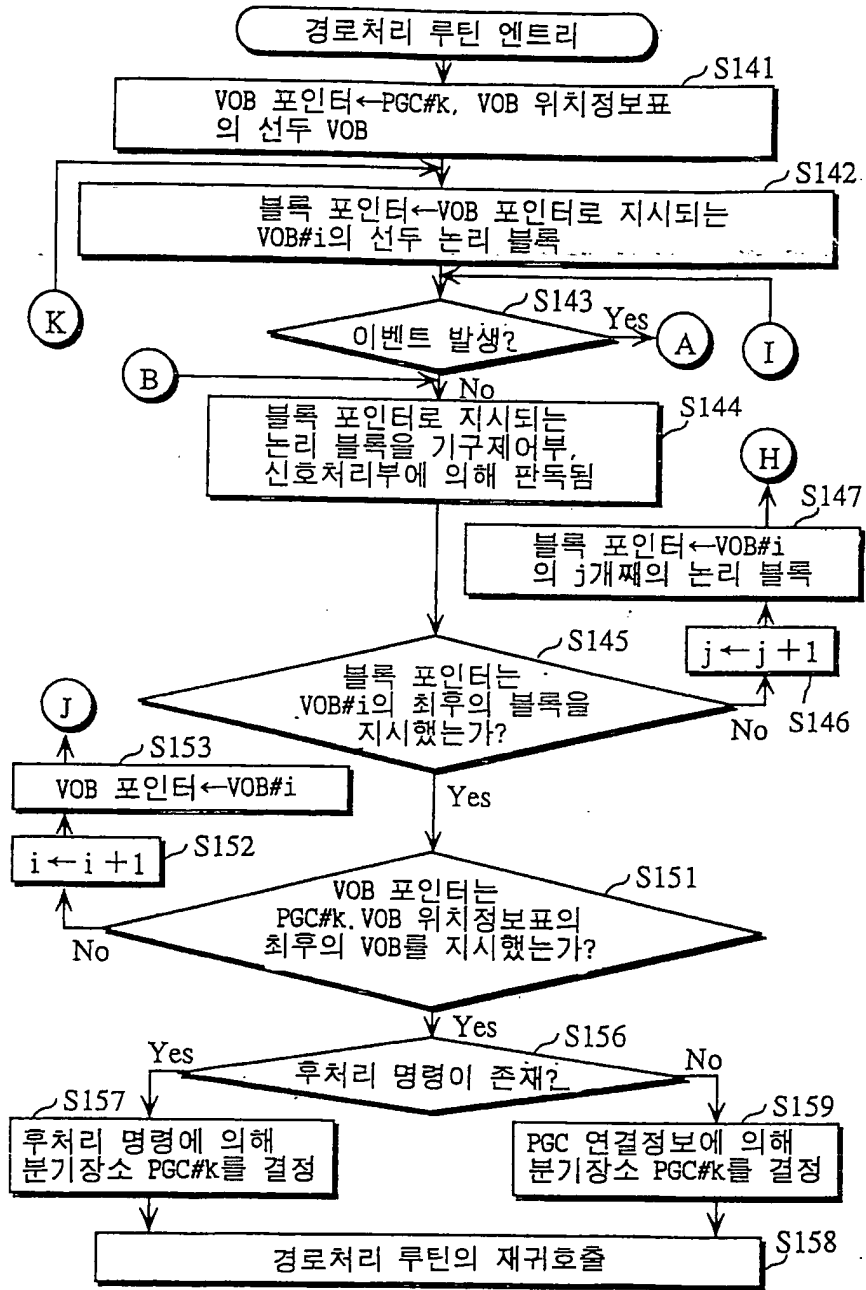 경로처리 루틴 엔트리
S141
VOB 포인터←PGC#k. VOB 위치정보표
의 선두 VOB
S142
블록 포인터←VOB 포인터로 지시되는
VOB#i의 선두 논리 블록
K
S143
이벤트 발생?
Yes
A
I
B
No
S144
블록 포인터로 지시되는
논리 블록을 기구제어부,
신호처리부에 의해 판독됨
H
S147
블록 포인터←VOB#i
의 j개째의 논리 블록
S145
j←j+1
S146
블록 포인터는
VOB#i의 최후의 블록을
지시했는가?
No
J
S153
VOB 포인터←VOB#i
Yes
i←i+1
S152
S151
VOB 포인터는
PGC#k.VOB 위치정보표의
최후의 VOB를 지시했는가?
No
Yes
S156
후처리 명령이 존재?
Yes
No
S157
후처리 명령에 의해
분기장소 PGC#k를 결정
S159
PGC 연결정보에 의해
분기장소 PGC#k를 결정
S158
경로처리 루틴의 재귀호출